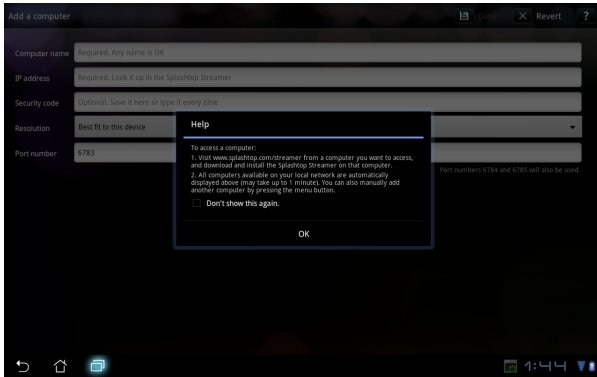 Add a computer
Done
Revert
?
Computer name
Required. Any name is OK
IP address
Required. Look it up in the Splashtop Streamer
Security code
Optional. Save it here or type it every time
Resolution
Best fit to this device
Port number
6783
Port numbers 6784 and 6785 will also be used.
Help
To access a computer:
1. Visit www.splashtop.com/streamer from a computer you want to access,
and download and install the Splashtop Streamer on that computer.
2. All computers available on your local network are automatically
displayed above (may take up to 1 minute). You can also manually add
another computer by pressing the menu button.
Don't show this again.
OK
1:44